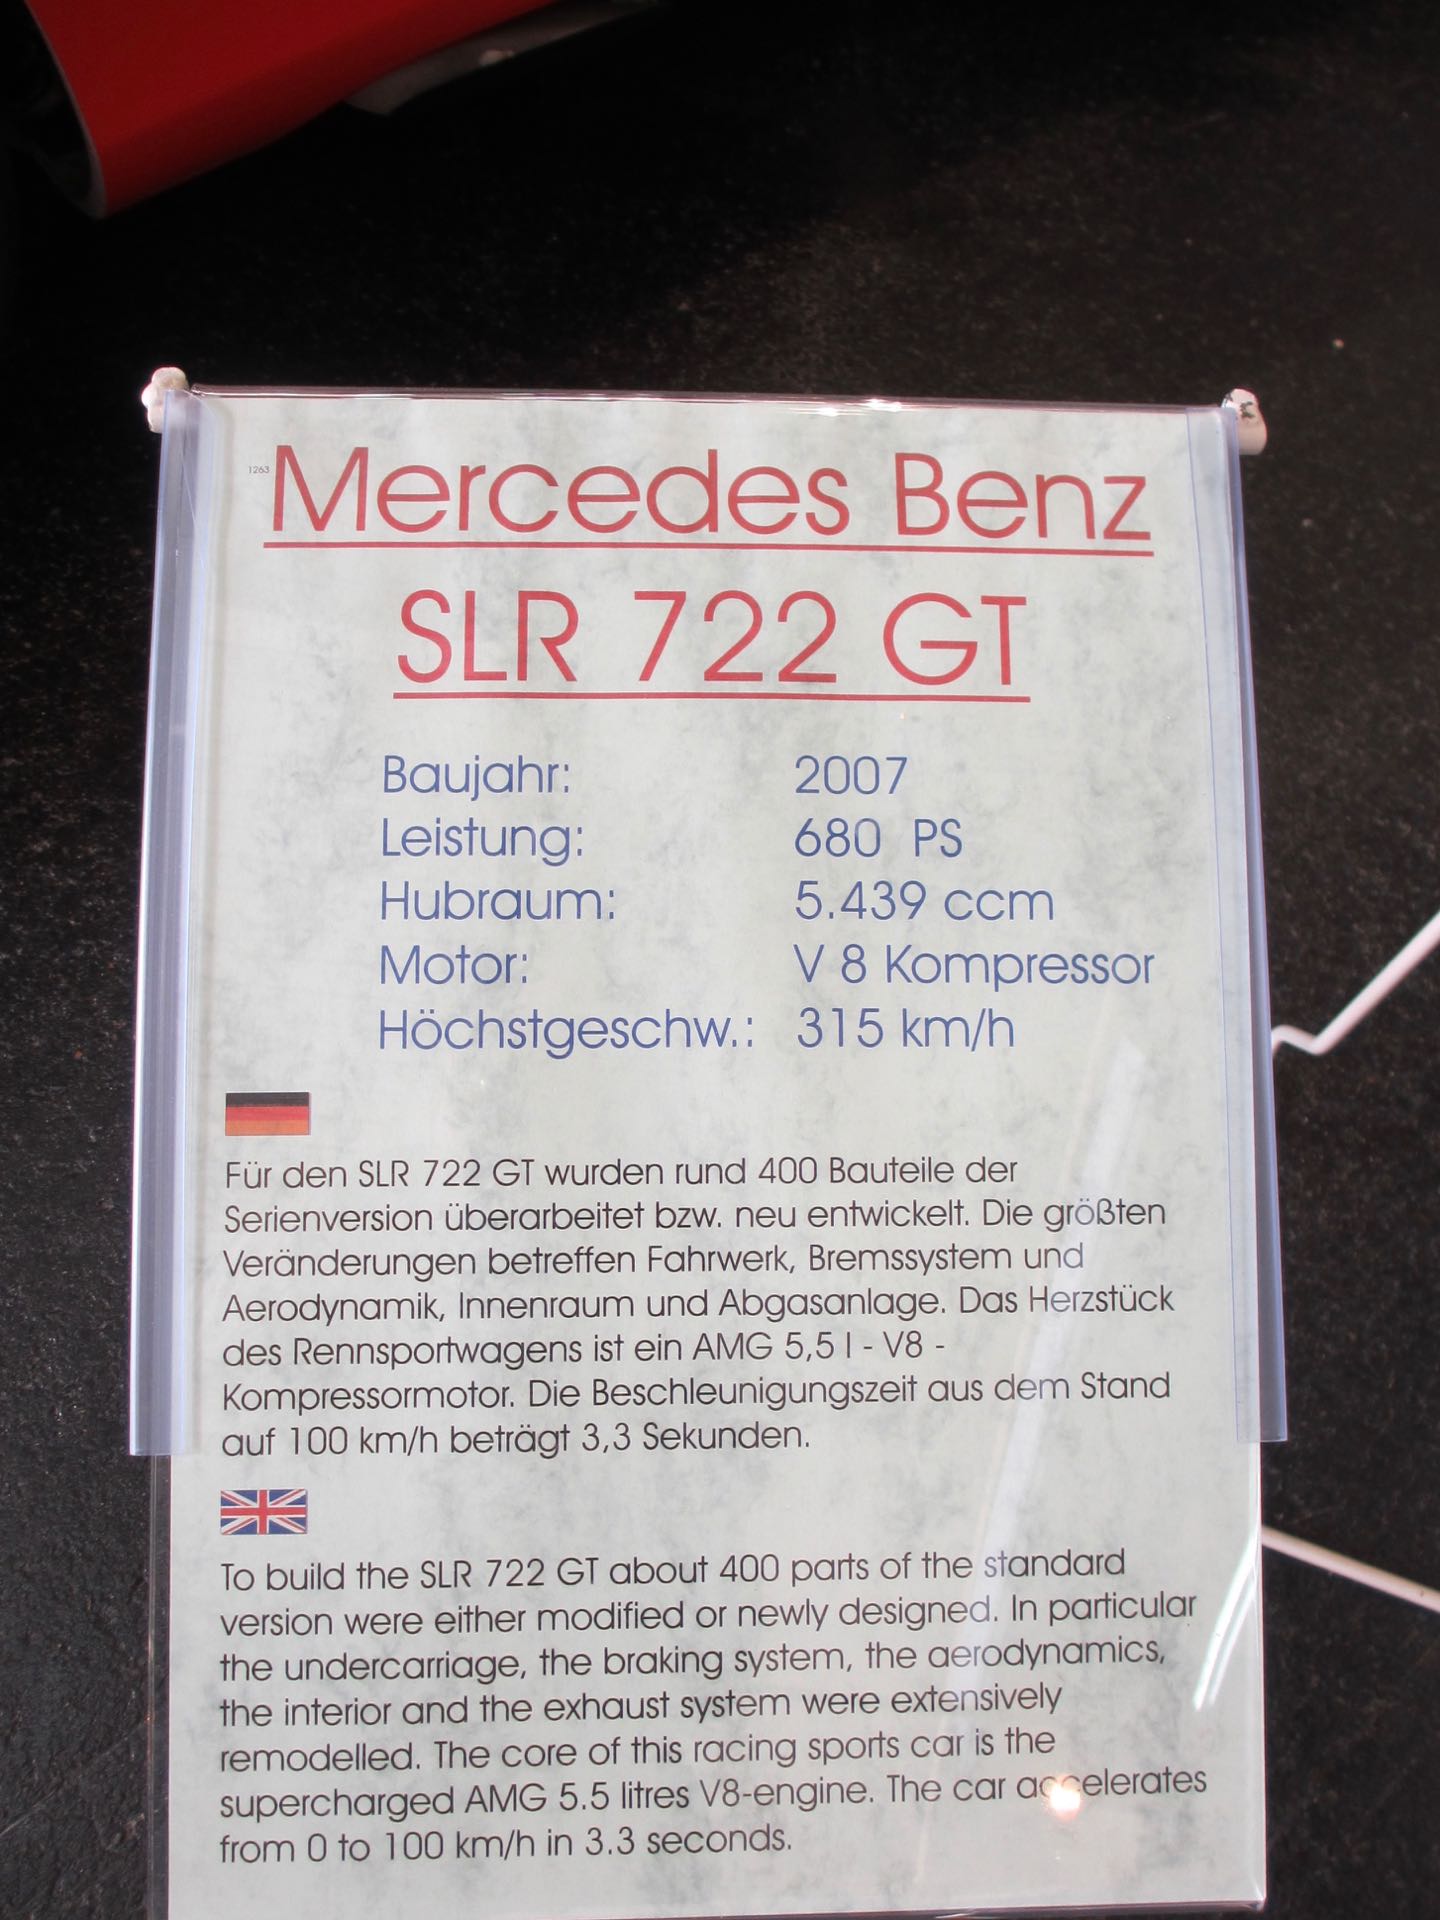 1263
Mercedes Benz
SLR 722 GT
Baujahr: 2007
Leistung: 680 PS
Hubraum: 5.439 ccm
Motor: V 8 Kompressor
Höchstgeschw.: 315 km/h
Für den SLR 722 GT wurden rund 400 Bauteile der
Serienversion überarbeitet bzw. neu entwickelt. Die größten
Veränderungen betreffen Fahrwerk, Bremssystem und
Aerodynamik, Innenraum und Abgasanlage. Das Herzstück
des Rennsportwagens ist ein AMG 5,5 l - V8 -
Kompressormotor. Die Beschleunigungszeit aus dem Stand
auf 100 km/h beträgt 3,3 Sekunden.
To build the SLR 722 GT about 400 parts of the standard
version were either modified or newly designed. In particular
the undercarriage, the braking system, the aerodynamics,
the interior and the exhaust system were extensively
remodelled. The core of this racing sports car is the
supercharged AMG 5.5 litres V8-engine. The car accelerates
from 0 to 100 km/h in 3.3 seconds.